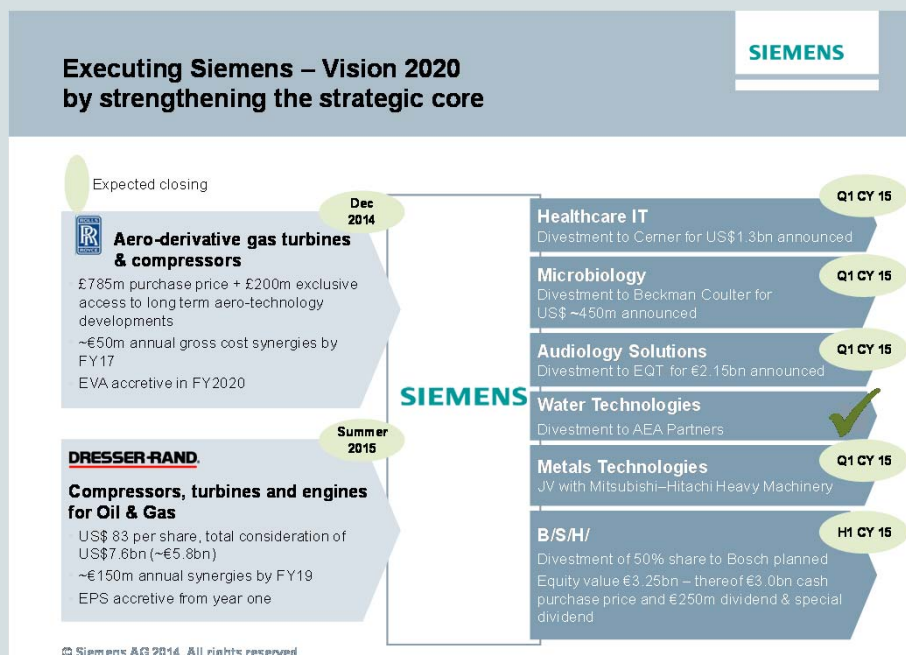 Executing Siemens – Vision 2020
by strengthening the strategic core
SIEMENS
Expected closing
Dec
2014
ROLLS
RR
ROYCE
Aero-derivative gas turbines
& compressors
£785m purchase price + £200m exclusive
access to long term aero-technology
developments
~€50m annual gross cost synergies by
FY17
EVA accretive in FY2020
Summer
2015
DRESSER-RAND.
Compressors, turbines and engines
for Oil & Gas
US$ 83 per share, total consideration of
US$7.6bn (~€5.8bn)
~€150m annual synergies by FY19
EPS accretive from year one
SIEMENS
Q1 CY 15
Healthcare IT
Divestment to Cerner for US$1.3bn announced
Q1 CY 15
Microbiology
Divestment to Beckman Coulter for
US$ ~450m announced
Q1 CY 15
Audiology Solutions
Divestment to EQT for €2.15bn announced
Water Technologies
Divestment to AEA Partners
Q1 CY 15
Metals Technologies
JV with Mitsubishi–Hitachi Heavy Machinery
H1 CY 15
B/S/H/
Divestment of 50% share to Bosch planned
Equity value €3.25bn – thereof €3.0bn cash
purchase price and €250m dividend & special
dividend
© Siemens AG 2014. All rights reserved